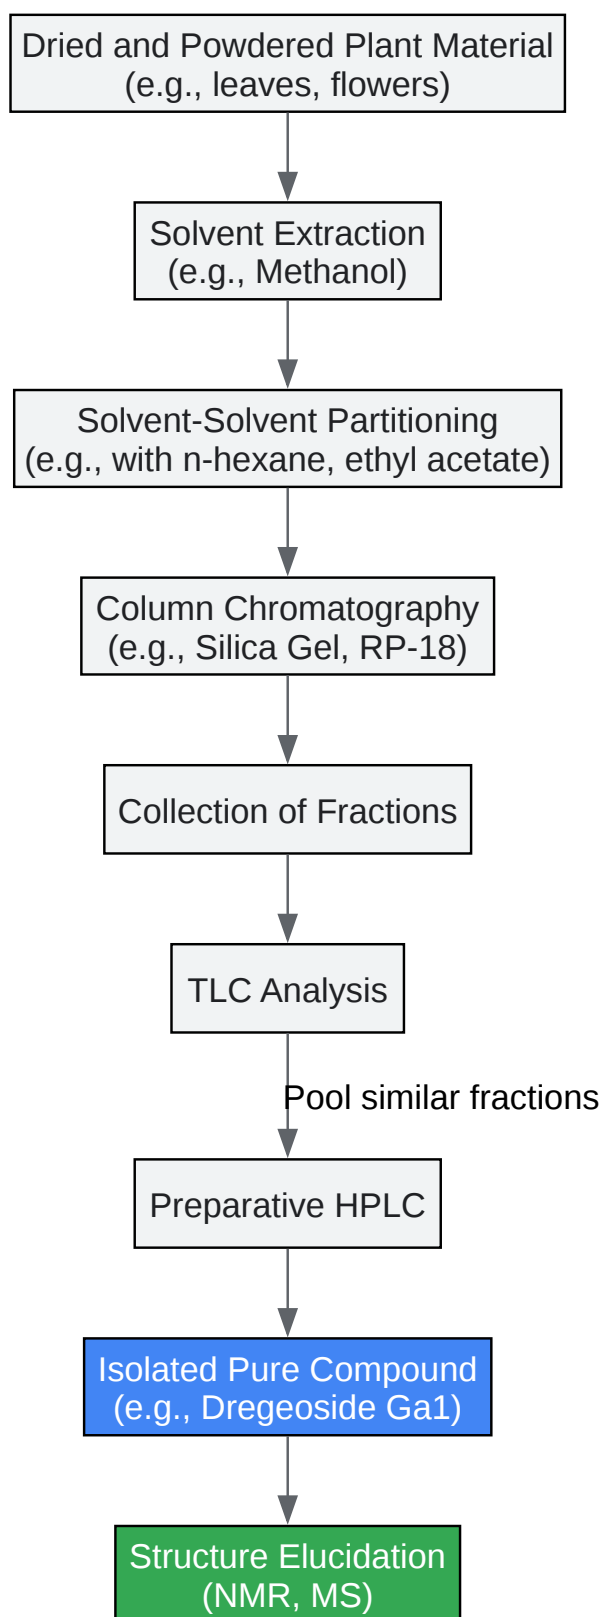 Dried and Powdered Plant Material
(e.g., leaves, flowers)
Solvent Extraction
(e.g., Methanol)
Solvent-Solvent Partitioning
(e.g., with n-hexane, ethyl acetate)
Column Chromatography
(e.g., Silica Gel, RP-18)
Collection of Fractions
TLC Analysis
Pool similar fractions
Preparative HPLC
Isolated Pure Compound
(e.g., Dregeoside Ga1)
Structure Elucidation
(NMR, MS)